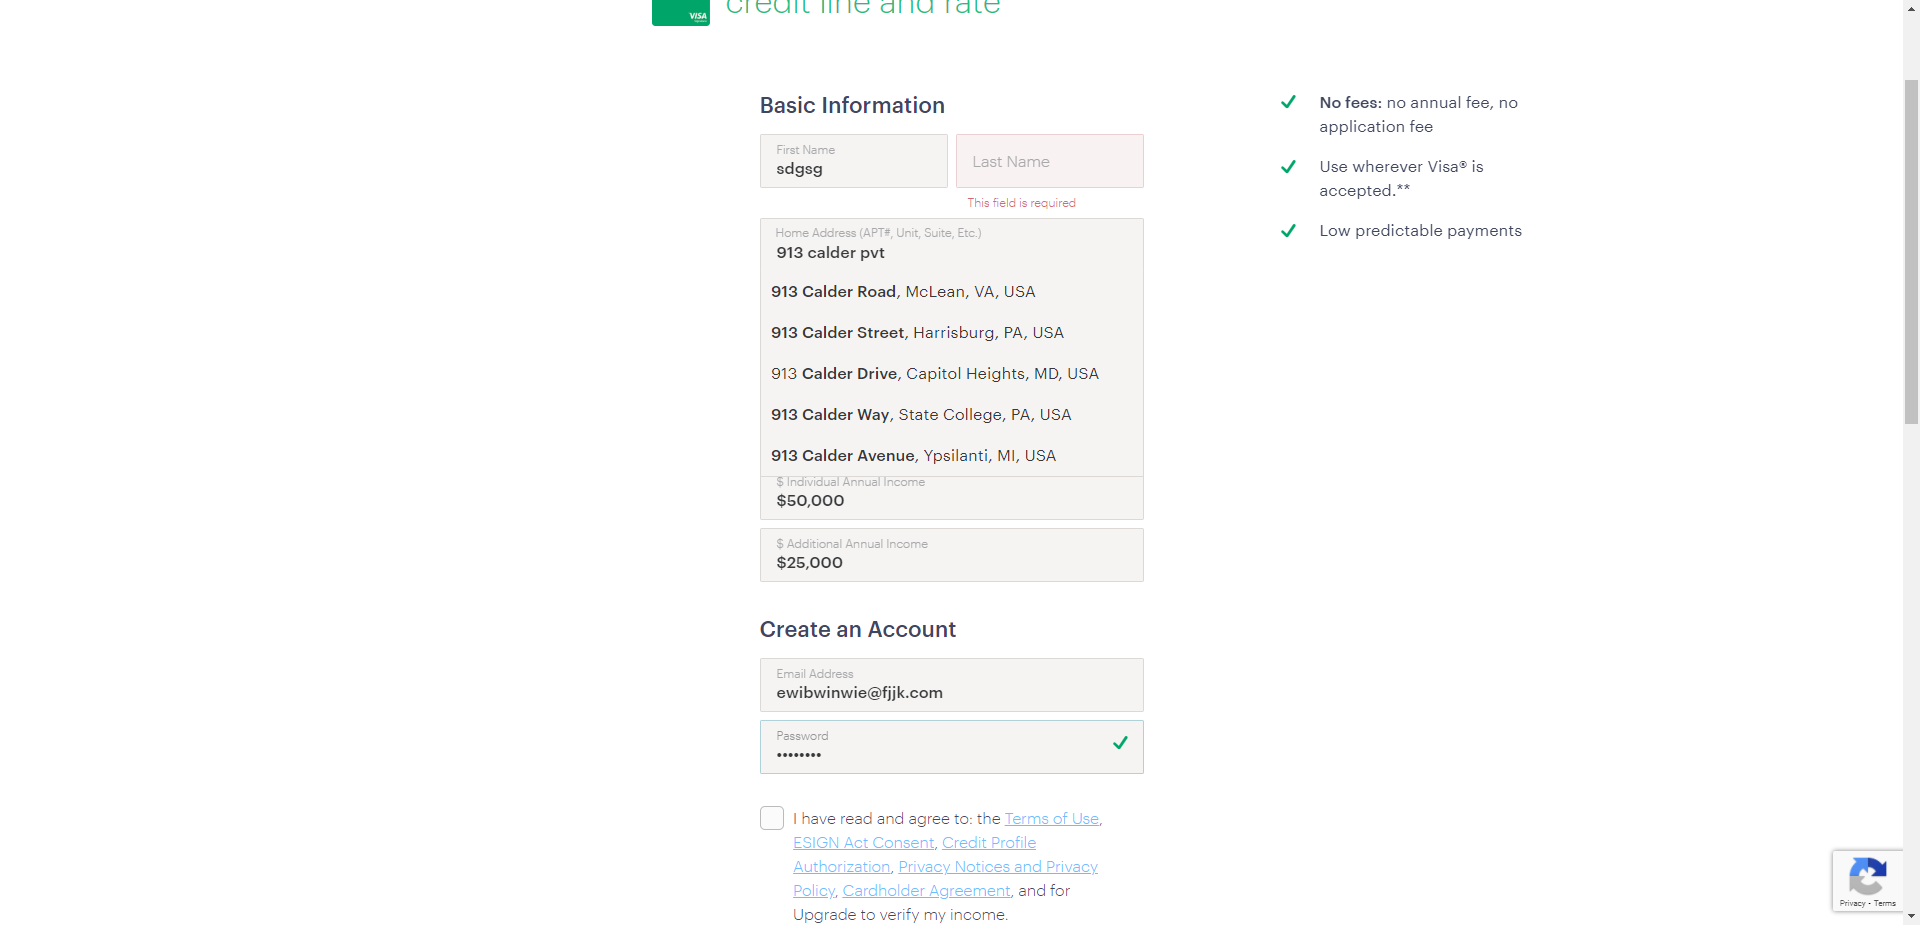 credit line and rate
VISA
Basic Information
First Name
sdgsg
Last Name
This field is required
Home Address (APT#, Unit, Suite, Etc.)
913 calder pvt
913 Calder Road, McLean, VA, USA
913 Calder Street, Harrisburg, PA, USA
913 Calder Drive, Capitol Heights, MD, USA
913 Calder Way, State College, PA, USA
913 Calder Avenue, Ypsilanti, MI, USA
$ Individual Annual Income
$50,000
$ Additional Annual Income
$25,000
Create an Account
Email Address
ewibwinwie@fjjk.com
Password
••••••••
I have read and agree to: the Terms of Use,
ESIGN Act Consent, Credit Profile
Authorization, Privacy Notices and Privacy
Policy, Cardholder Agreement, and for
Upgrade to verify my income.
No fees: no annual fee, no
application fee
Use wherever Visa® is
accepted.**
Low predictable payments
Privacy - Terms